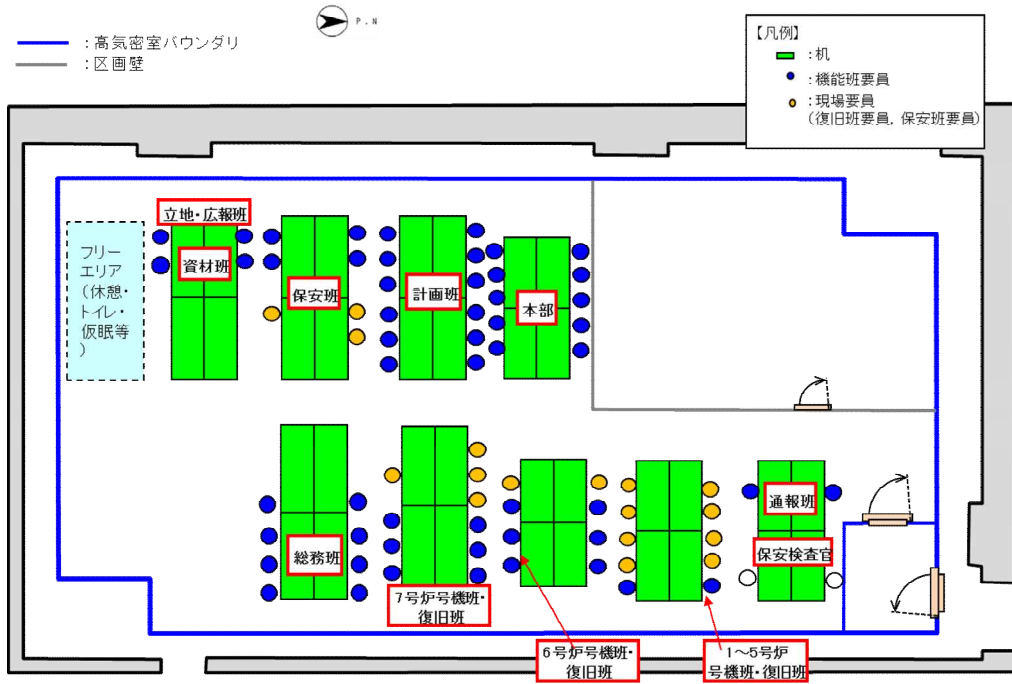 P.N
：高気密室バウンダリ
：区画壁
【凡例】
：机
：機能班要員
：現場要員
（復旧班要員，保安班要員）
立地・広報班
フリー
エリア
（休憩・
トイレ・
仮眠等
）
資材班
保安班
計画班
本部
通報班
総務班
保安検査官
7号炉号機班・
復旧班
6号炉号機班・
復旧班
1～5号炉
号機班・復旧班